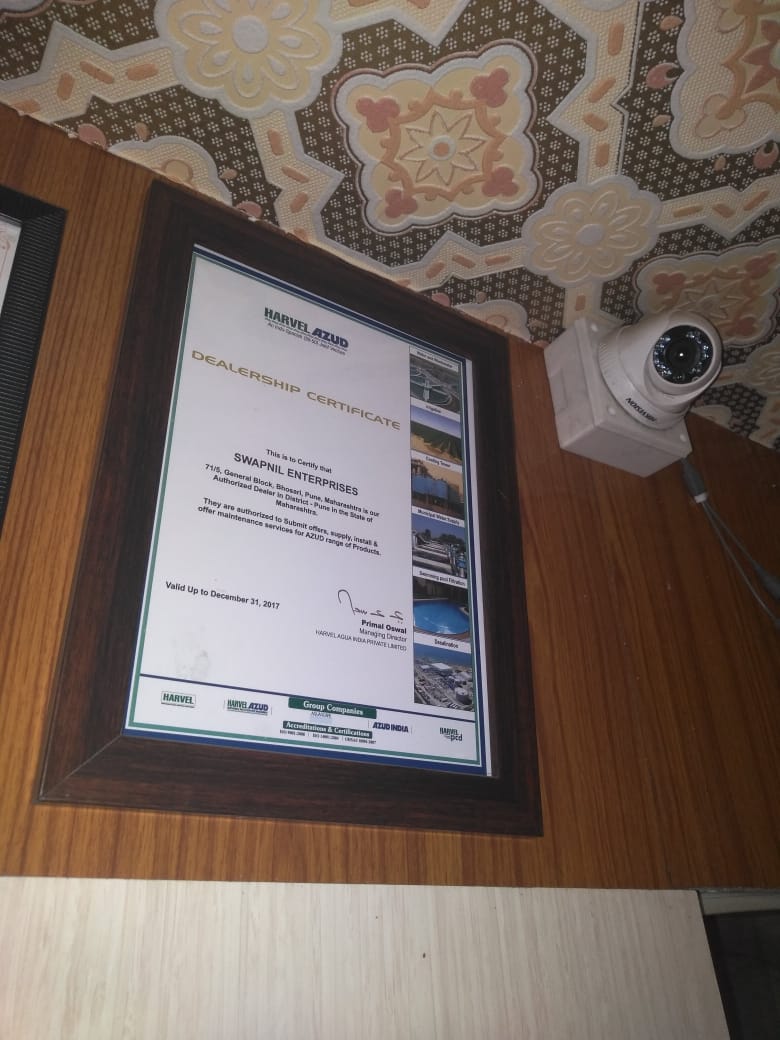 HARVEL AZUD
An Indo-Spanish (50-50) Joint Venture
DEALERSHIP CERTIFICATE
This is to Certify that
SWAPNIL ENTERPRISES
71/5, General Block, Bhosari, Pune, Maharashtra is our
Authorized Dealer in District - Pune in the State of
Maharashtra.
They are authorized to Submit offers, supply, install &
offer maintenance services for AZUD range of Products.
Valid Up to December 31, 2017
Primal Oswal
Managing Director
HARVEL AGUA INDIA PRIVATE LIMITED
Water and Wastewater
Irrigation
Cooling Tower
Municipal Water Supply
Swimming pool Filtration
Desalination
Group Companies
HARVEL
HARVEL AZUD
AZUD INDIA
HARVEL pcd
Accreditations & Certifications
HIKVISION